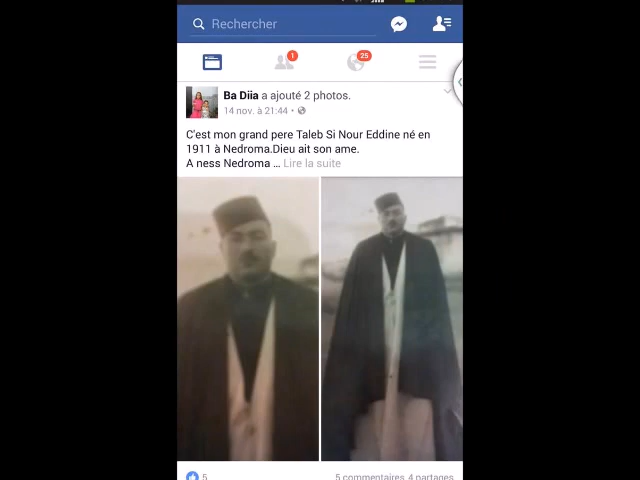 Rechercher
1
25
Ba Diia a ajouté 2 photos.
14 nov. à 21:44 •
C'est mon grand pere Taleb Si Nour Eddine né en
1911 à Nedroma.Dieu ait son ame.
A ness Nedroma ... Lire la suite
5
5 commentaires 4 partages